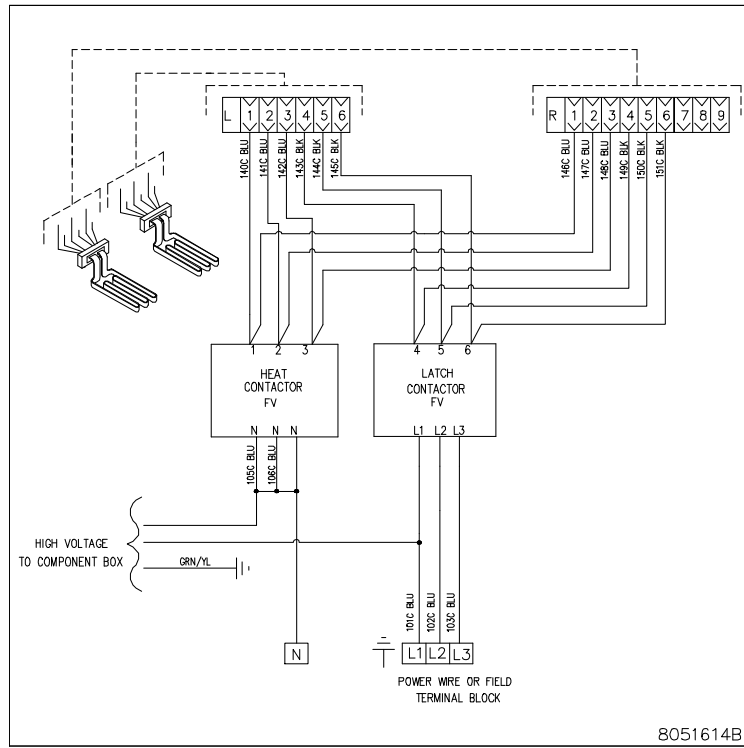 L 1 2 3 4 5 6
R 1 2 3 4 5 6 7 8 9
140C BLU
141C BLU
142C BLU
143C BLK
144C BLK
145C BLK
146C BLU
147C BLU
148C BLU
149C BLK
150C BLK
151C BLK
1 2 3
HEAT
CONTACTOR
FV
N N N
4 5 6
LATCH
CONTACTOR
FV
L1 L2 L3
105C BLU
106C BLU
HIGH VOLTAGE
TO COMPONENT BOX
GRN/YL
101C BLU
102C BLU
103C BLU
N
L1 L2 L3
POWER WIRE OR FIELD
TERMINAL BLOCK
8051614B